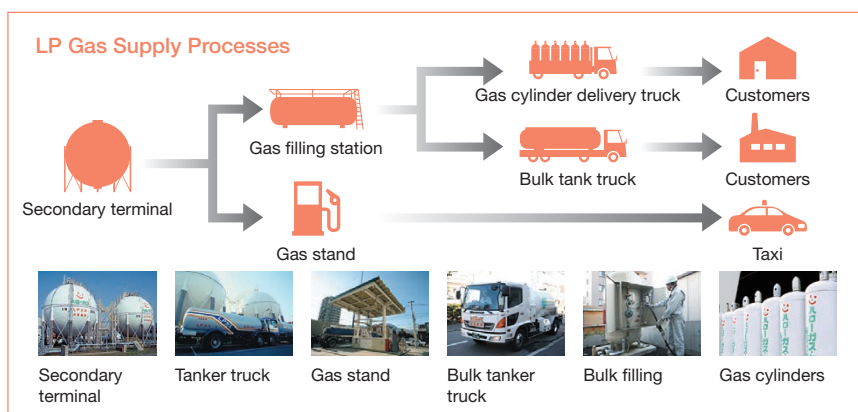 LP Gas Supply Processes
Gas cylinder delivery truck
Customers
Gas filling station
Bulk tank truck
Customers
Secondary terminal
Gas stand
Taxi
Secondary
terminal
Tanker truck
Gas stand
Bulk tanker
truck
Bulk filling
Gas cylinders